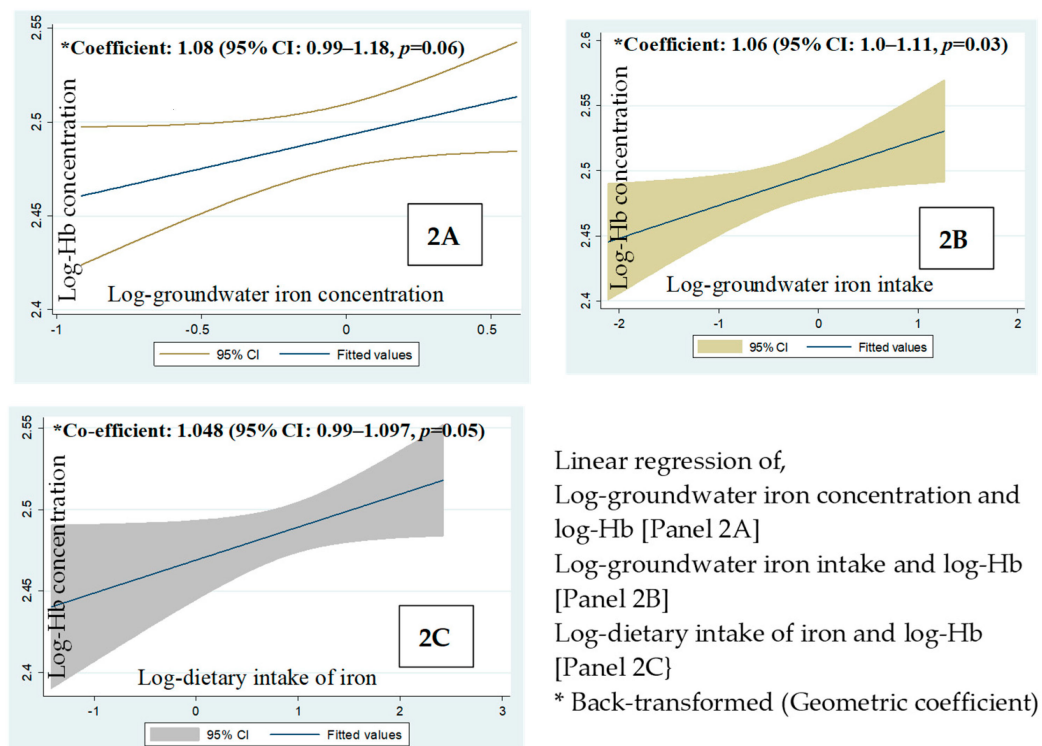 *Coefficient: 1.08 (95% CI: 0.99–1.18, p=0.06)
Log-Hb concentration
2.55
2.5
2.45
2.4
2A
Log-groundwater iron concentration
-1
-0.5
0
0.5
95% CI
Fitted values
*Coefficient: 1.06 (95% CI: 1.0–1.11, p=0.03)
Log-Hb concentration
2.6
2.55
2.5
2.45
2.4
2B
Log-groundwater iron intake
-2
-1
0
1
2
95% CI
Fitted values
*Co-efficient: 1.048 (95% CI: 0.99–1.097, p=0.05)
Log-Hb concentration
2.55
2.5
2.45
2.4
2C
Log-dietary intake of iron
-1
0
1
2
3
95% CI
Fitted values
Linear regression of,
Log-groundwater iron concentration and
log-Hb [Panel 2A]
Log-groundwater iron intake and log-Hb
[Panel 2B]
Log-dietary intake of iron and log-Hb
[Panel 2C}
* Back-transformed (Geometric coefficient)